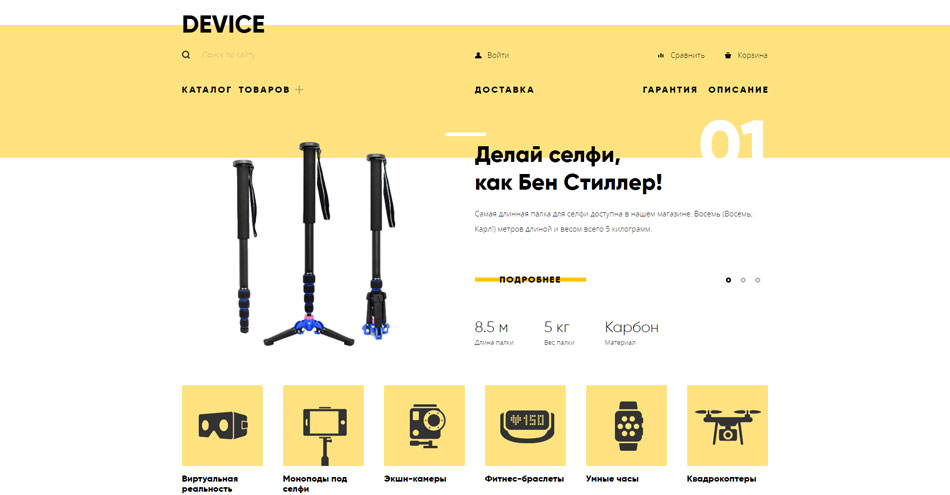 DEVICE
Поиск по сайту
Войти
Сравнить
Корзина
КАТАЛОГ ТОВАРОВ
ДОСТАВКА
ГАРАНТИЯ
ОПИСАНИЕ
01
Делай селфи,
как Бен Стиллер!
Самая длинная палка для селфи доступна в нашем магазине. Восемь (Восемь,
Карл!) метров длиной и весом всего 5 килограмм.
ПОДРОБНЕЕ
8.5 м
5 кг
Карбон
Длина палки
Вес палки
Материал
150
Виртуальная
реальность
Моноподы под
селфи
Экшн-камеры
Фитнес-браслеты
Умные часы
Квадрокоптеры